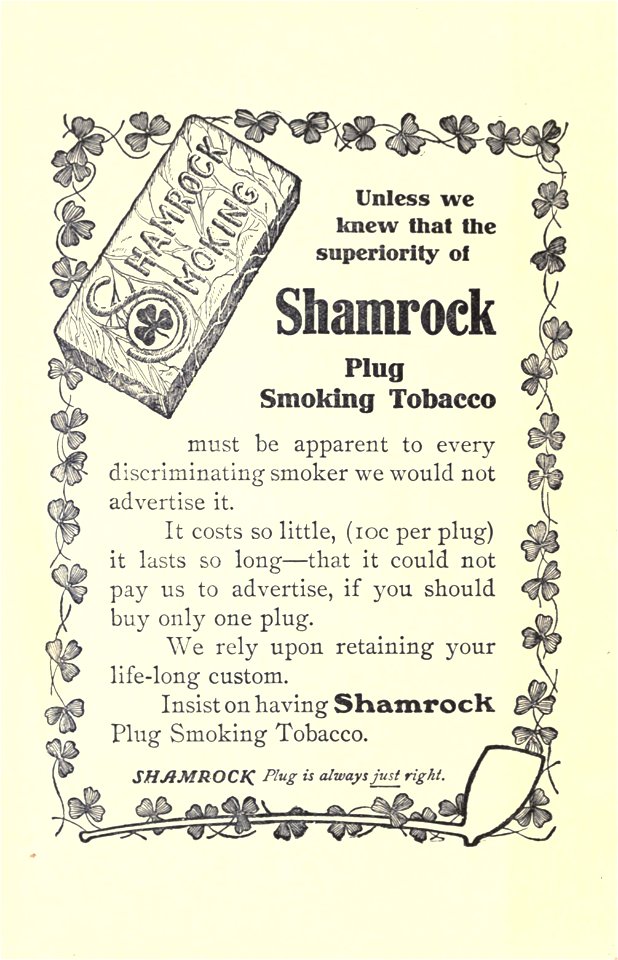 SHAMROCK
SMOKING
Unless we
knew that the
superiority of
Shamrock
Plug
Smoking Tobacco
must be apparent to every
discriminating smoker we would not
advertise it.
It costs so little, (10c per plug)
it lasts so long—that it could not
pay us to advertise, if you should
buy only one plug.
We rely upon retaining your
life-long custom.
Insist on having Shamrock
Plug Smoking Tobacco.
SHAMROCK Plug is always just right.